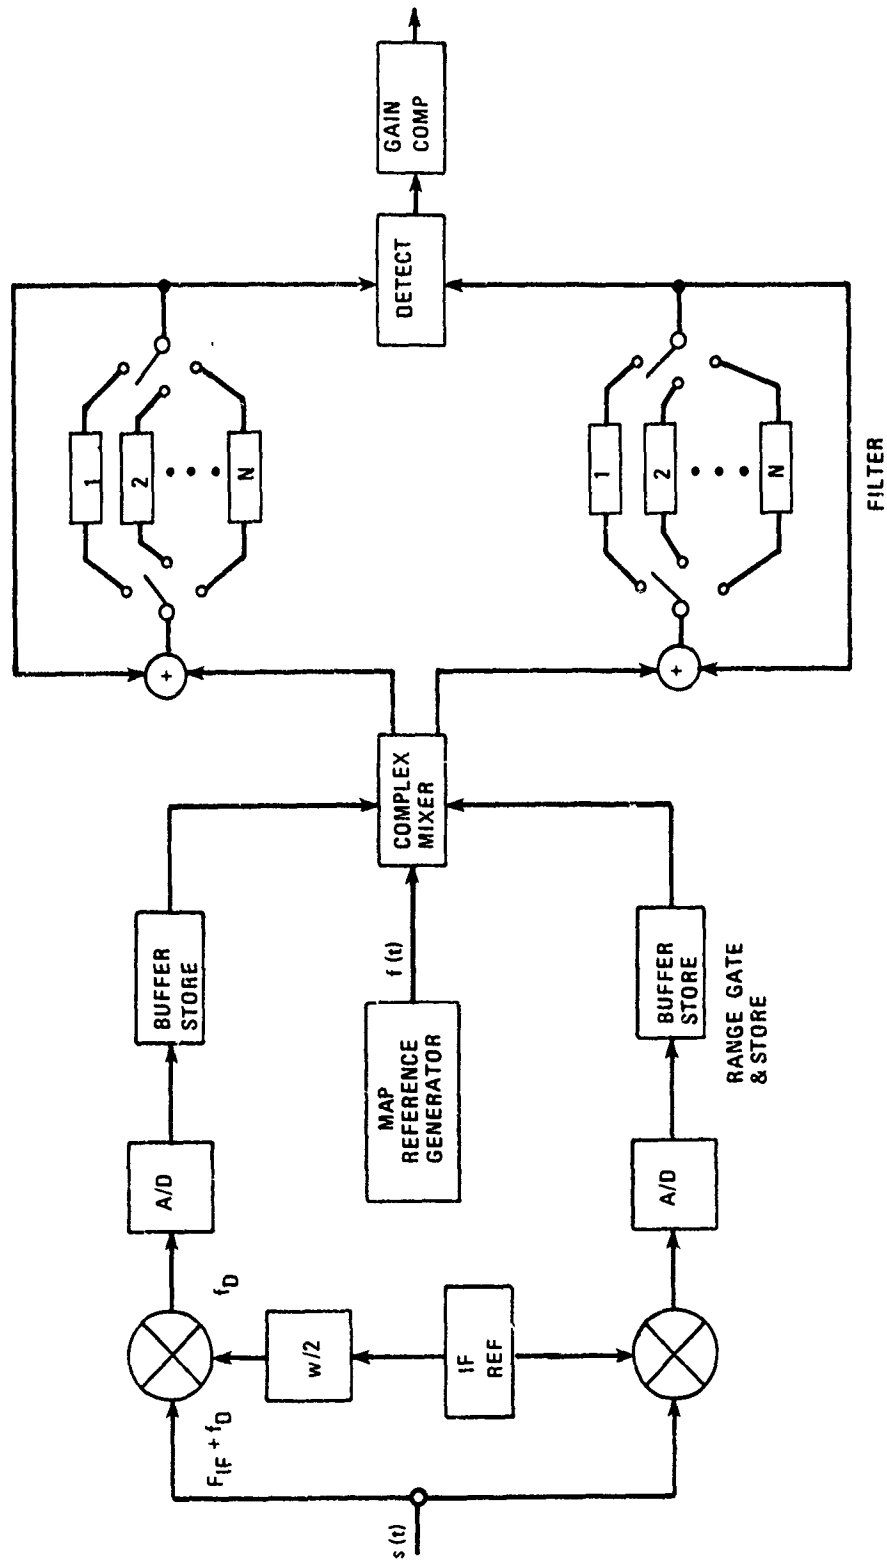 s (t)
F_IF + f_D
f_D
w/2
IF
REF
A/D
A/D
BUFFER
STORE
BUFFER
STORE
RANGE GATE
& STORE
MAP
REFERENCE
GENERATOR
f (t)
COMPLEX
MIXER
+
+
1
2
N
1
2
N
FILTER
DETECT
GAIN
COMP